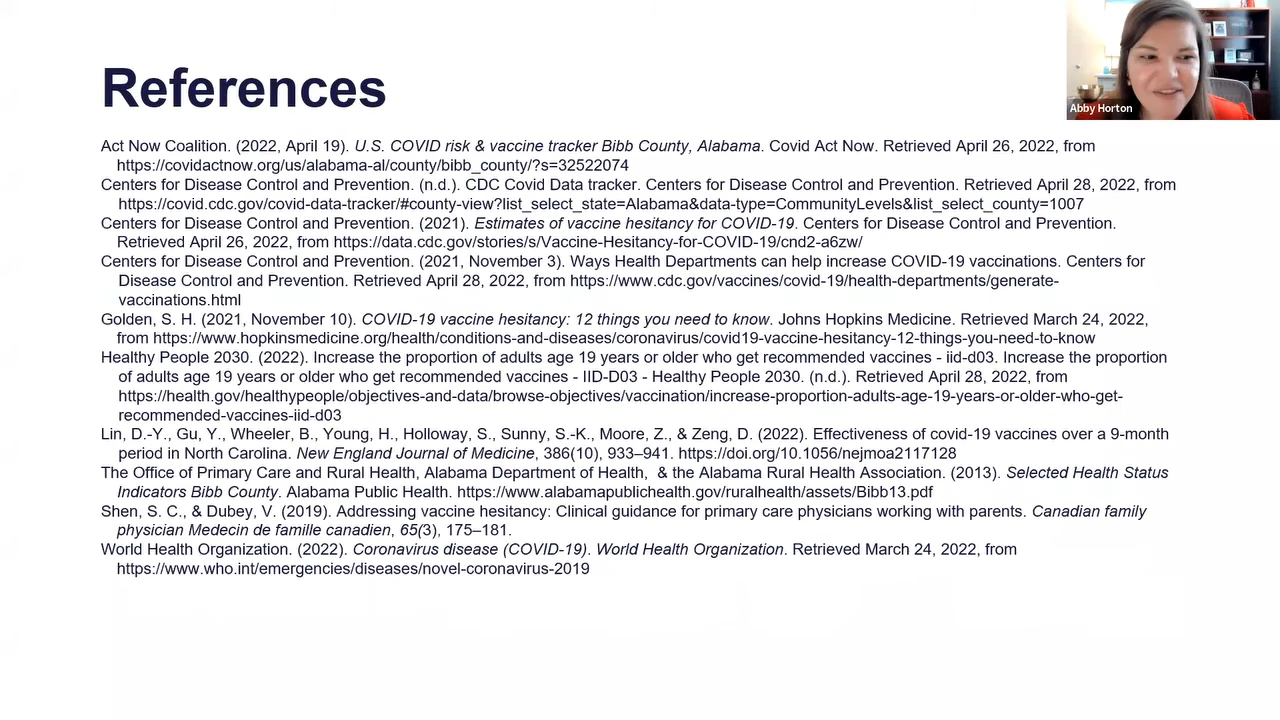 References
Abby Horton
Act Now Coalition. (2022, April 19). U.S. COVID risk & vaccine tracker Bibb County, Alabama. Covid Act Now. Retrieved April 26, 2022, from
https://covidactnow.org/us/alabama-al/county/bibb_county/?s=32522074
Centers for Disease Control and Prevention. (n.d.). CDC Covid Data tracker. Centers for Disease Control and Prevention. Retrieved April 28, 2022, from
https://covid.cdc.gov/covid-data-tracker/#county-view?list_select_state=Alabama&data-type=CommunityLevels&list_select_county=1007
Centers for Disease Control and Prevention. (2021). Estimates of vaccine hesitancy for COVID-19. Centers for Disease Control and Prevention.
Retrieved April 26, 2022, from https://data.cdc.gov/stories/s/Vaccine-Hesitancy-for-COVID-19/cnd2-a6zw/
Centers for Disease Control and Prevention. (2021, November 3). Ways Health Departments can help increase COVID-19 vaccinations. Centers for
Disease Control and Prevention. Retrieved April 28, 2022, from https://www.cdc.gov/vaccines/covid-19/health-departments/generate-
vaccinations.html
Golden, S. H. (2021, November 10). COVID-19 vaccine hesitancy: 12 things you need to know. Johns Hopkins Medicine. Retrieved March 24, 2022,
from https://www.hopkinsmedicine.org/health/conditions-and-diseases/coronavirus/covid19-vaccine-hesitancy-12-things-you-need-to-know
Healthy People 2030. (2022). Increase the proportion of adults age 19 years or older who get recommended vaccines - iid-d03. Increase the proportion
of adults age 19 years or older who get recommended vaccines - IID-D03 - Healthy People 2030. (n.d.). Retrieved April 28, 2022, from
https://health.gov/healthypeople/objectives-and-data/browse-objectives/vaccination/increase-proportion-adults-age-19-years-or-older-who-get-
recommended-vaccines-iid-d03
Lin, D.-Y., Gu, Y., Wheeler, B., Young, H., Holloway, S., Sunny, S.-K., Moore, Z., & Zeng, D. (2022). Effectiveness of covid-19 vaccines over a 9-month
period in North Carolina. New England Journal of Medicine, 386(10), 933–941. https://doi.org/10.1056/nejmoa2117128
The Office of Primary Care and Rural Health, Alabama Department of Health, & the Alabama Rural Health Association. (2013). Selected Health Status
Indicators Bibb County. Alabama Public Health. https://www.alabamapublichealth.gov/ruralhealth/assets/Bibb13.pdf
Shen, S. C., & Dubey, V. (2019). Addressing vaccine hesitancy: Clinical guidance for primary care physicians working with parents. Canadian family
physician Medecin de famille canadien, 65(3), 175–181.
World Health Organization. (2022). Coronavirus disease (COVID-19). World Health Organization. Retrieved March 24, 2022, from
https://www.who.int/emergencies/diseases/novel-coronavirus-2019